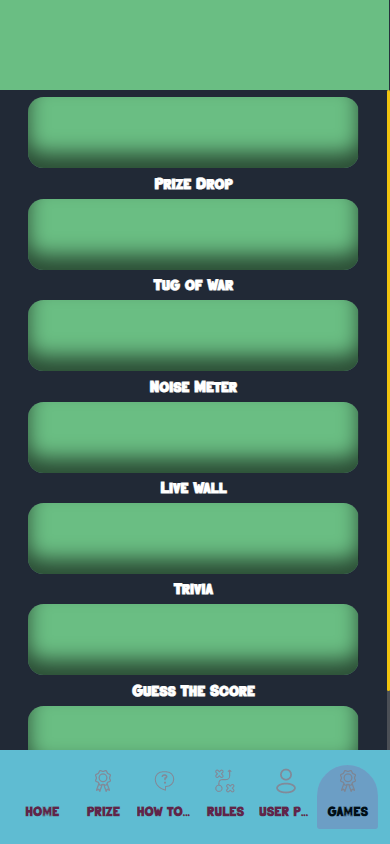 Prize Drop
Tug of War
Noise Meter
Live Wall
Trivia
Guess The Score
HOME
PRIZE
HOW TO...
RULES
USER P...
GAMES